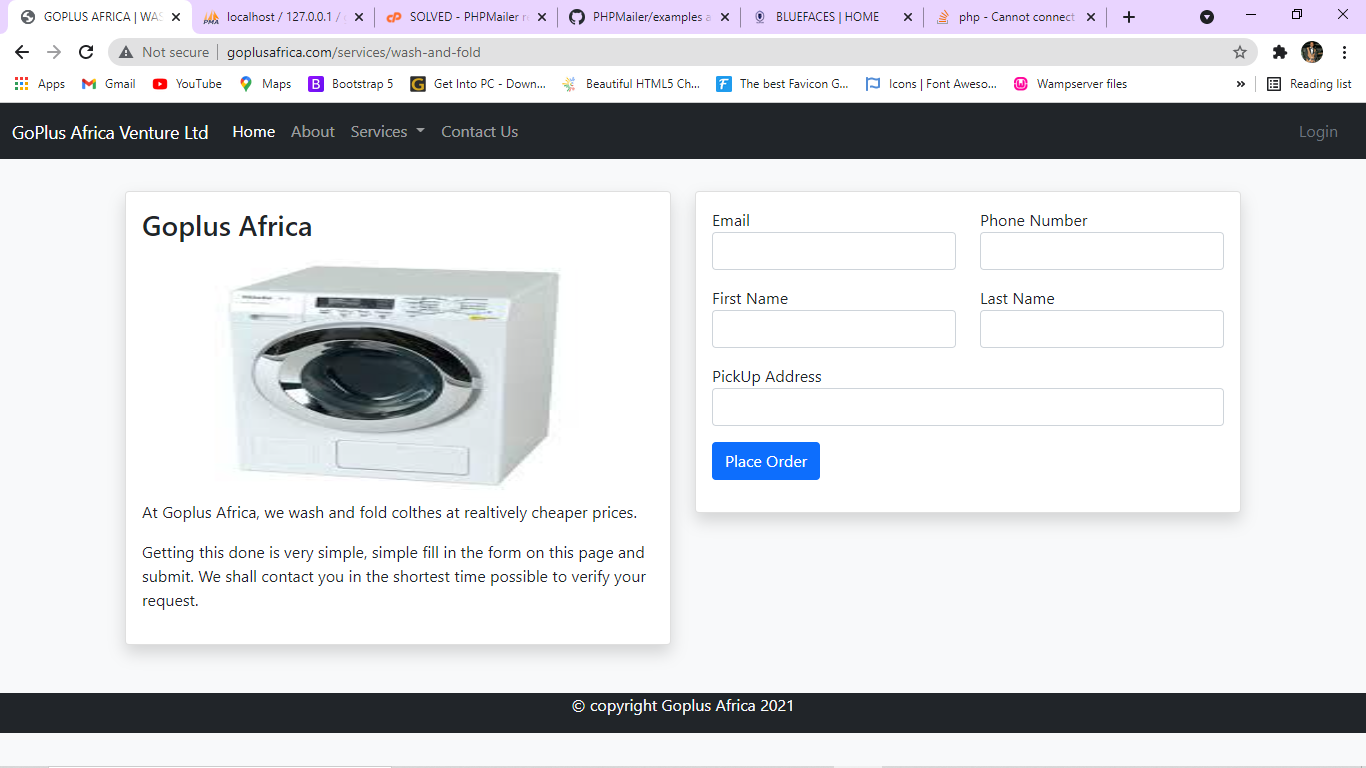 GOPLUS AFRICA | WAS
localhost / 127.0.0.1 /
SOLVED - PHPMailer r
PHPMailer/examples a
BLUEFACES | HOME
php - Cannot connect
Not secure goplusafrica.com/services/wash-and-fold
Apps Gmail YouTube Maps Bootstrap 5 Get Into PC - Down... Beautiful HTML5 Ch... The best Favicon G... Icons | Font Aweso... Wampserver files » Reading list
GoPlus Africa Venture Ltd Home About Services Contact Us Login
Goplus Africa
At Goplus Africa, we wash and fold colthes at realtively cheaper prices.
Getting this done is very simple, simple fill in the form on this page and
submit. We shall contact you in the shortest time possible to verify your
request.
Email Phone Number
First Name Last Name
PickUp Address
Place Order
© copyright Goplus Africa 2021